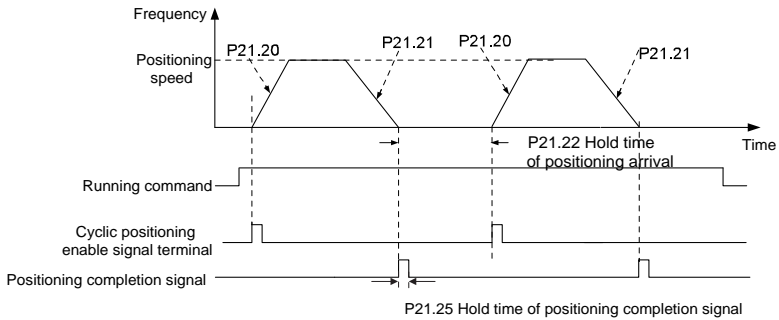 Frequency
P21.20
P21.21
P21.20
P21.21
Positioning
speed
Time
P21.22 Hold time
of positioning arrival
Running command
Cyclic positioning
enable signal terminal
Positioning completion signal
P21.25 Hold time of positioning completion signal